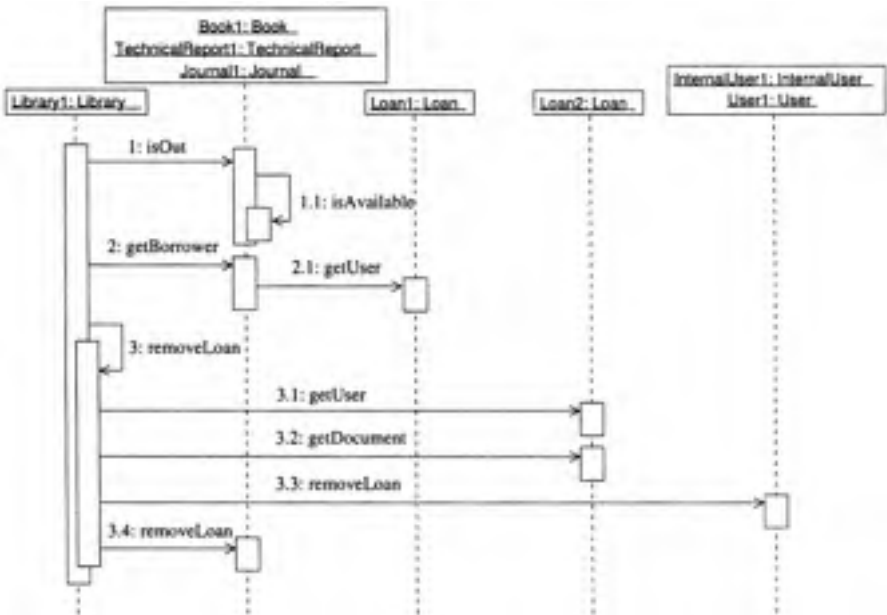 Book1: Book
TechnicalReport1: TechnicalReport
Journal1: Journal
InternalUser1: InternalUser
User1: User
Library1: Library
Loan1: Loan
Loan2: Loan
1: isOut
1.1: isAvailable
2: getBorrower
2.1: getUser
3: removeLoan
3.1: getUser
3.2: getDocument
3.3: removeLoan
3.4: removeLoan